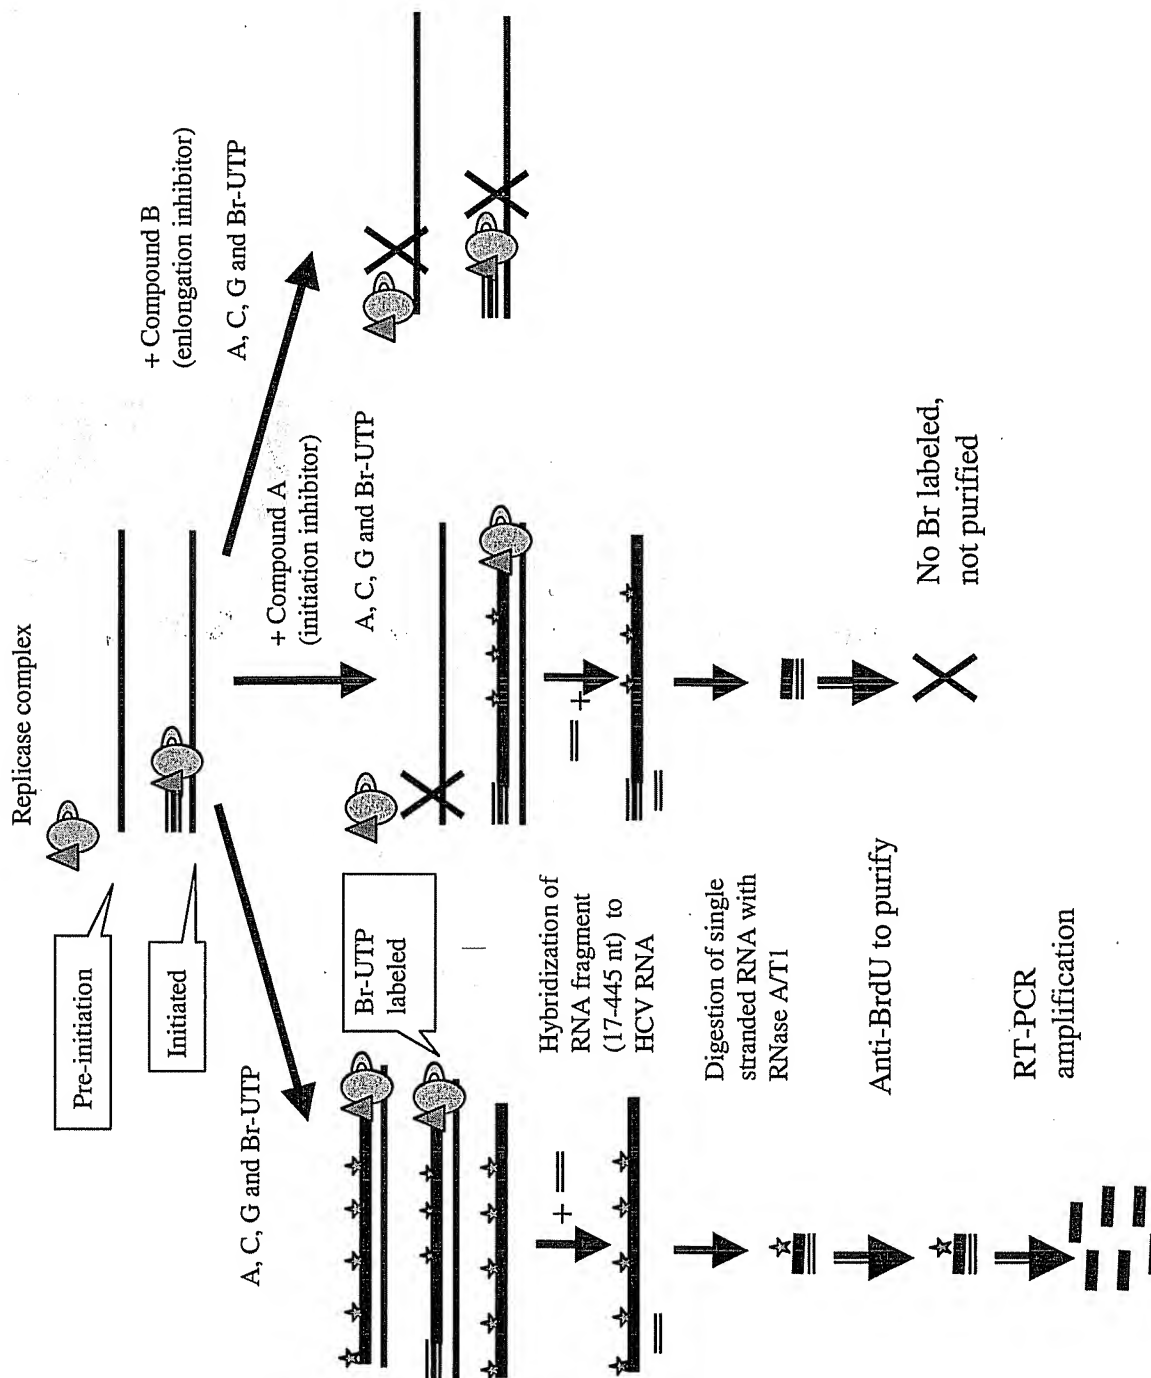 Replicase complex
Pre-initiation
Initiated
A, C, G and Br-UTP
+ Compound A
(initiation inhibitor)
A, C, G and Br-UTP
+ Compound B
(enlongation inhibitor)
A, C, G and Br-UTP
Br-UTP
labeled
+
+
Hybridization of
RNA fragment
(17-445 nt) to
HCV RNA
Digestion of single
stranded RNA with
RNase A/T1
Anti-BrdU to purify
RT-PCR
amplification
No Br labeled,
not purified